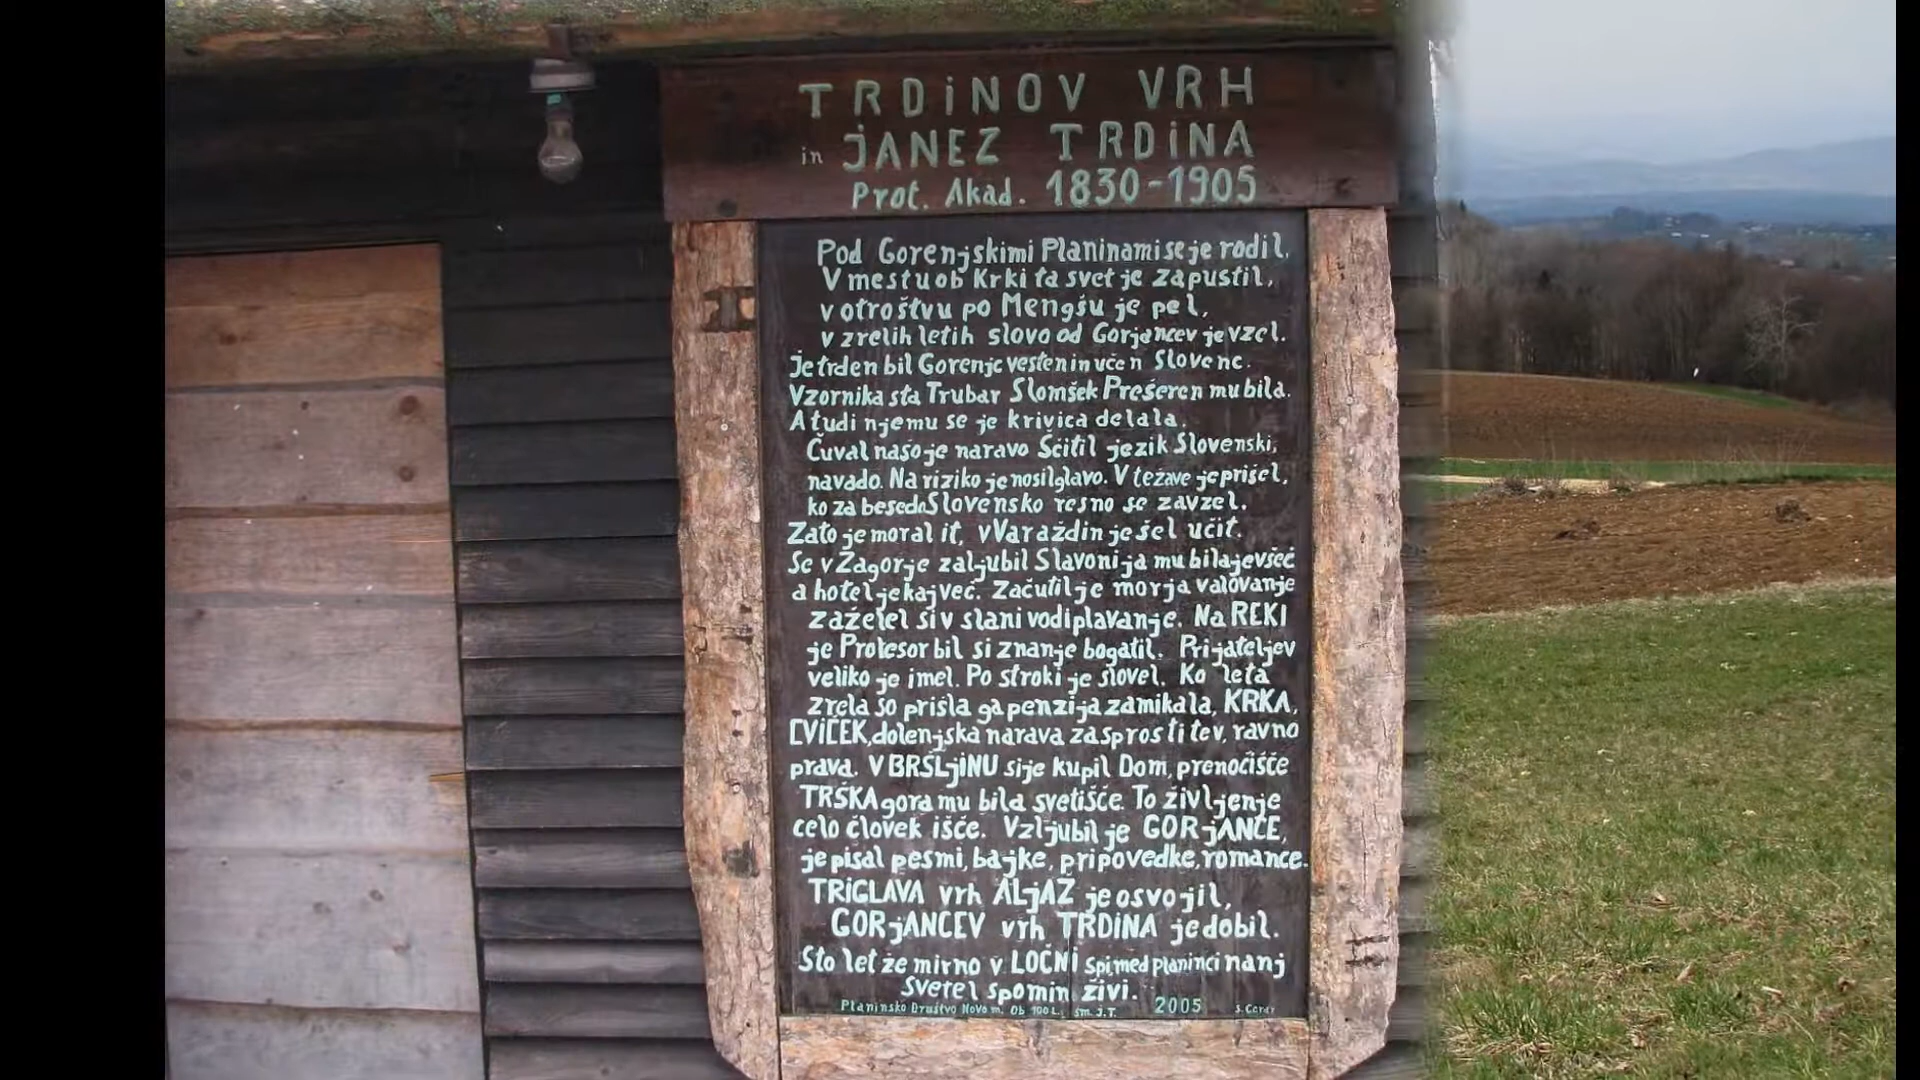 TRDiNOV VRH
in JANEZ TRDiNA
Prof. Akad. 1830-1905
Pod Gorenjskimi Planinami se je rodil,
V mestu ob Krki ta svet je zapustil,
v otroštvu po Mengšu je pel,
v zrelih letih slovo od Gorjancev je vzel.
Je trden bil Gorenjc vesten in učen Slovenc.
Vzornika sta Trubar Slomšek Prešeren mu bila.
A tudi njemu se je krivica delala.
Čuval našo je naravo Ščitil jezik Slovenski,
navado. Na riziko je nosil glavo. V težave je prišel,
ko za besedo Slovensko resno se zavzel.
Zato je moral it, v Varaždin je šel učit.
Se v Zagorje zaljubil Slavonija mu bila je všeč
a hotel je kaj več. Začutil je morja valovanje
zaželel si v slani vodi plavanje. Na REKI
je Profesor bil si znanje bogatil. Prijateljev
veliko je imel. Po stroki je slovel. Ko leta
zrela so prišla ga penzija zamikala, KRKA,
CVIČEK, dolenjska narava za sprostitev, ravno
prava. V BRŠLjiNU si je kupil Dom, prenočišče
TRŠKA gora mu bila svetišče. To življenje
celo človek išče. Vzljubil je GORjANCE,
je pisal pesmi, bajke, pripovedke, romance.
TRiGLAVA vrh ALjAŽ je osvojil,
GORjANCEV vrh TRDiNA je dobil.
Sto let že mirno v LOČNi spi, med planinci nanj
svetel spomin živi.
Planinsko Društvo Novo m. Ob 100 L. sm. J.T. 2005